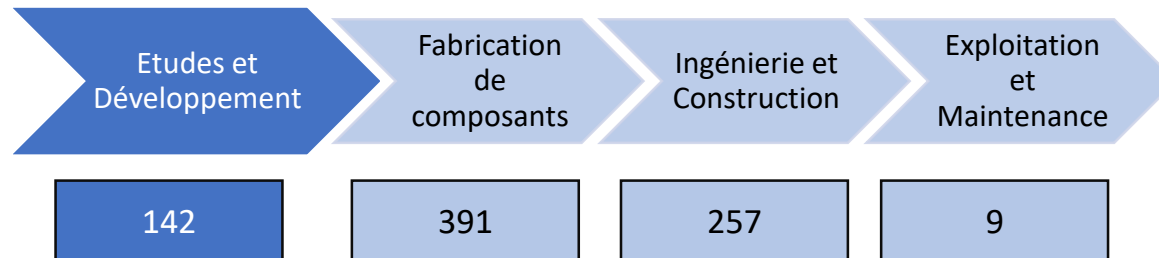 Etudes et
Développement
Fabrication
de
composants
Ingénierie et
Construction
Exploitation
et
Maintenance
142
391
257
9